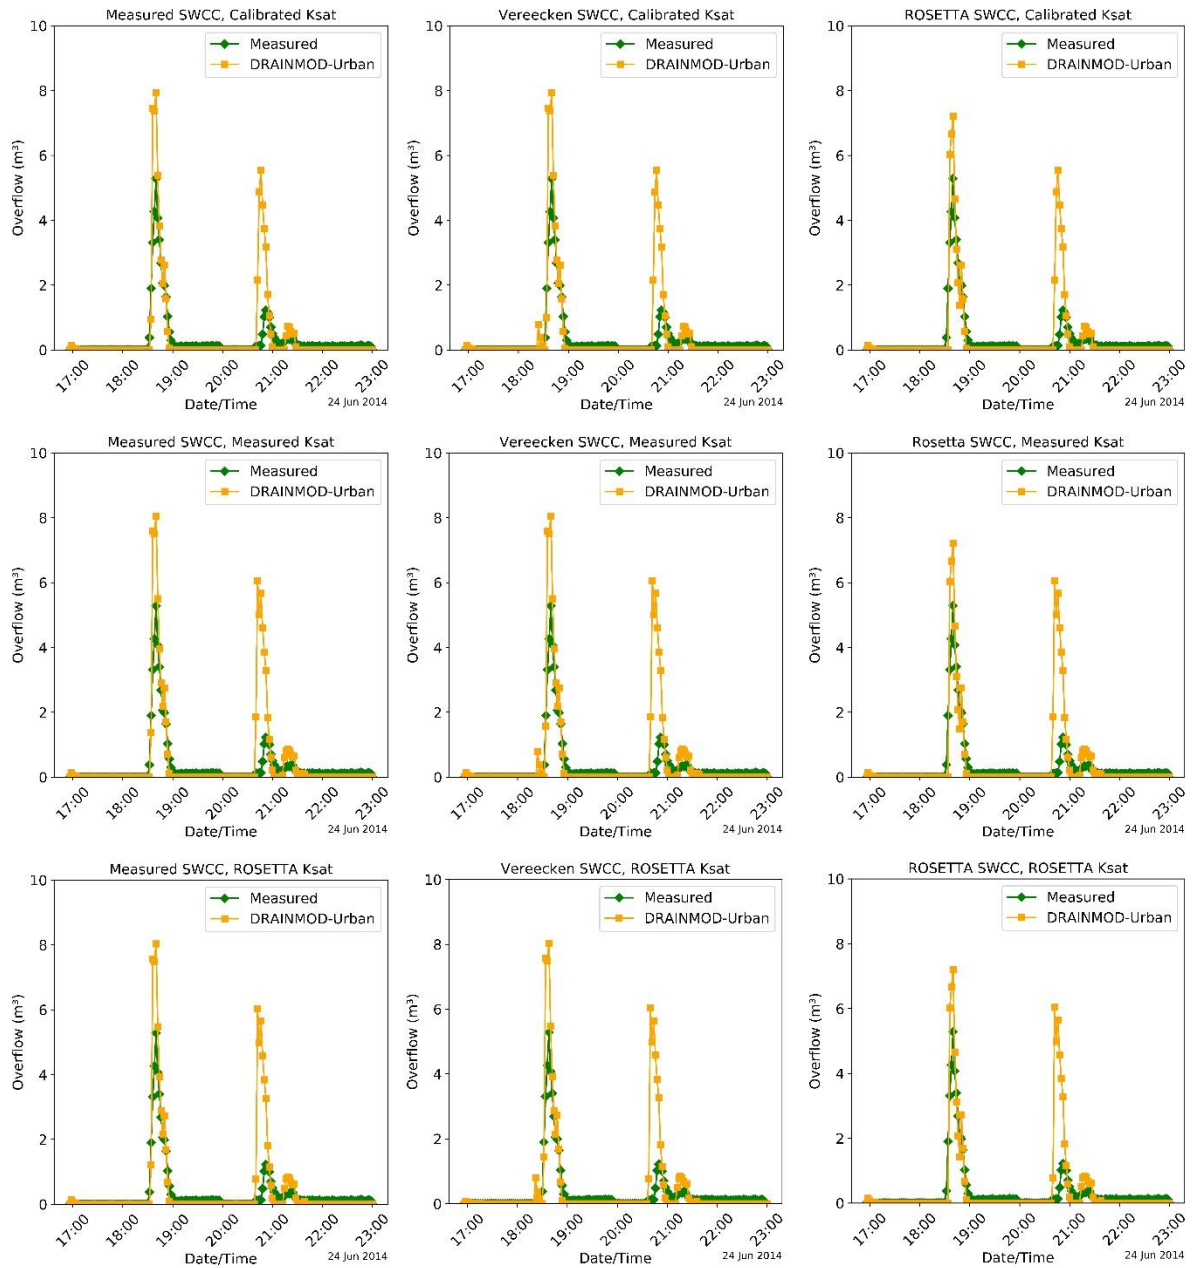 Measured SWCC, Calibrated Ksat
10
8
6
4
2
0
Overflow (m³)
Measured
DRAINMOD-Urban
17:00
18:00
19:00
20:00
21:00
22:00
23:00
Date/Time
24 Jun 2014
Vereecken SWCC, Calibrated Ksat
10
8
6
4
2
0
Overflow (m³)
Measured
DRAINMOD-Urban
17:00
18:00
19:00
20:00
21:00
22:00
23:00
Date/Time
24 Jun 2014
ROSETTA SWCC, Calibrated Ksat
10
8
6
4
2
0
Overflow (m³)
Measured
DRAINMOD-Urban
17:00
18:00
19:00
20:00
21:00
22:00
23:00
Date/Time
24 Jun 2014
Measured SWCC, Measured Ksat
10
8
6
4
2
0
Overflow (m³)
Measured
DRAINMOD-Urban
17:00
18:00
19:00
20:00
21:00
22:00
23:00
Date/Time
24 Jun 2014
Vereecken SWCC, Measured Ksat
10
8
6
4
2
0
Overflow (m³)
Measured
DRAINMOD-Urban
17:00
18:00
19:00
20:00
21:00
22:00
23:00
Date/Time
24 Jun 2014
Rosetta SWCC, Measured Ksat
10
8
6
4
2
0
Overflow (m³)
Measured
DRAINMOD-Urban
17:00
18:00
19:00
20:00
21:00
22:00
23:00
Date/Time
24 Jun 2014
Measured SWCC, ROSETTA Ksat
10
8
6
4
2
0
Overflow (m³)
Measured
DRAINMOD-Urban
17:00
18:00
19:00
20:00
21:00
22:00
23:00
Date/Time
24 Jun 2014
Vereecken SWCC, ROSETTA Ksat
10
8
6
4
2
0
Overflow (m³)
Measured
DRAINMOD-Urban
17:00
18:00
19:00
20:00
21:00
22:00
23:00
Date/Time
24 Jun 2014
ROSETTA SWCC, ROSETTA Ksat
10
8
6
4
2
0
Overflow (m³)
Measured
DRAINMOD-Urban
17:00
18:00
19:00
20:00
21:00
22:00
23:00
Date/Time
24 Jun 2014